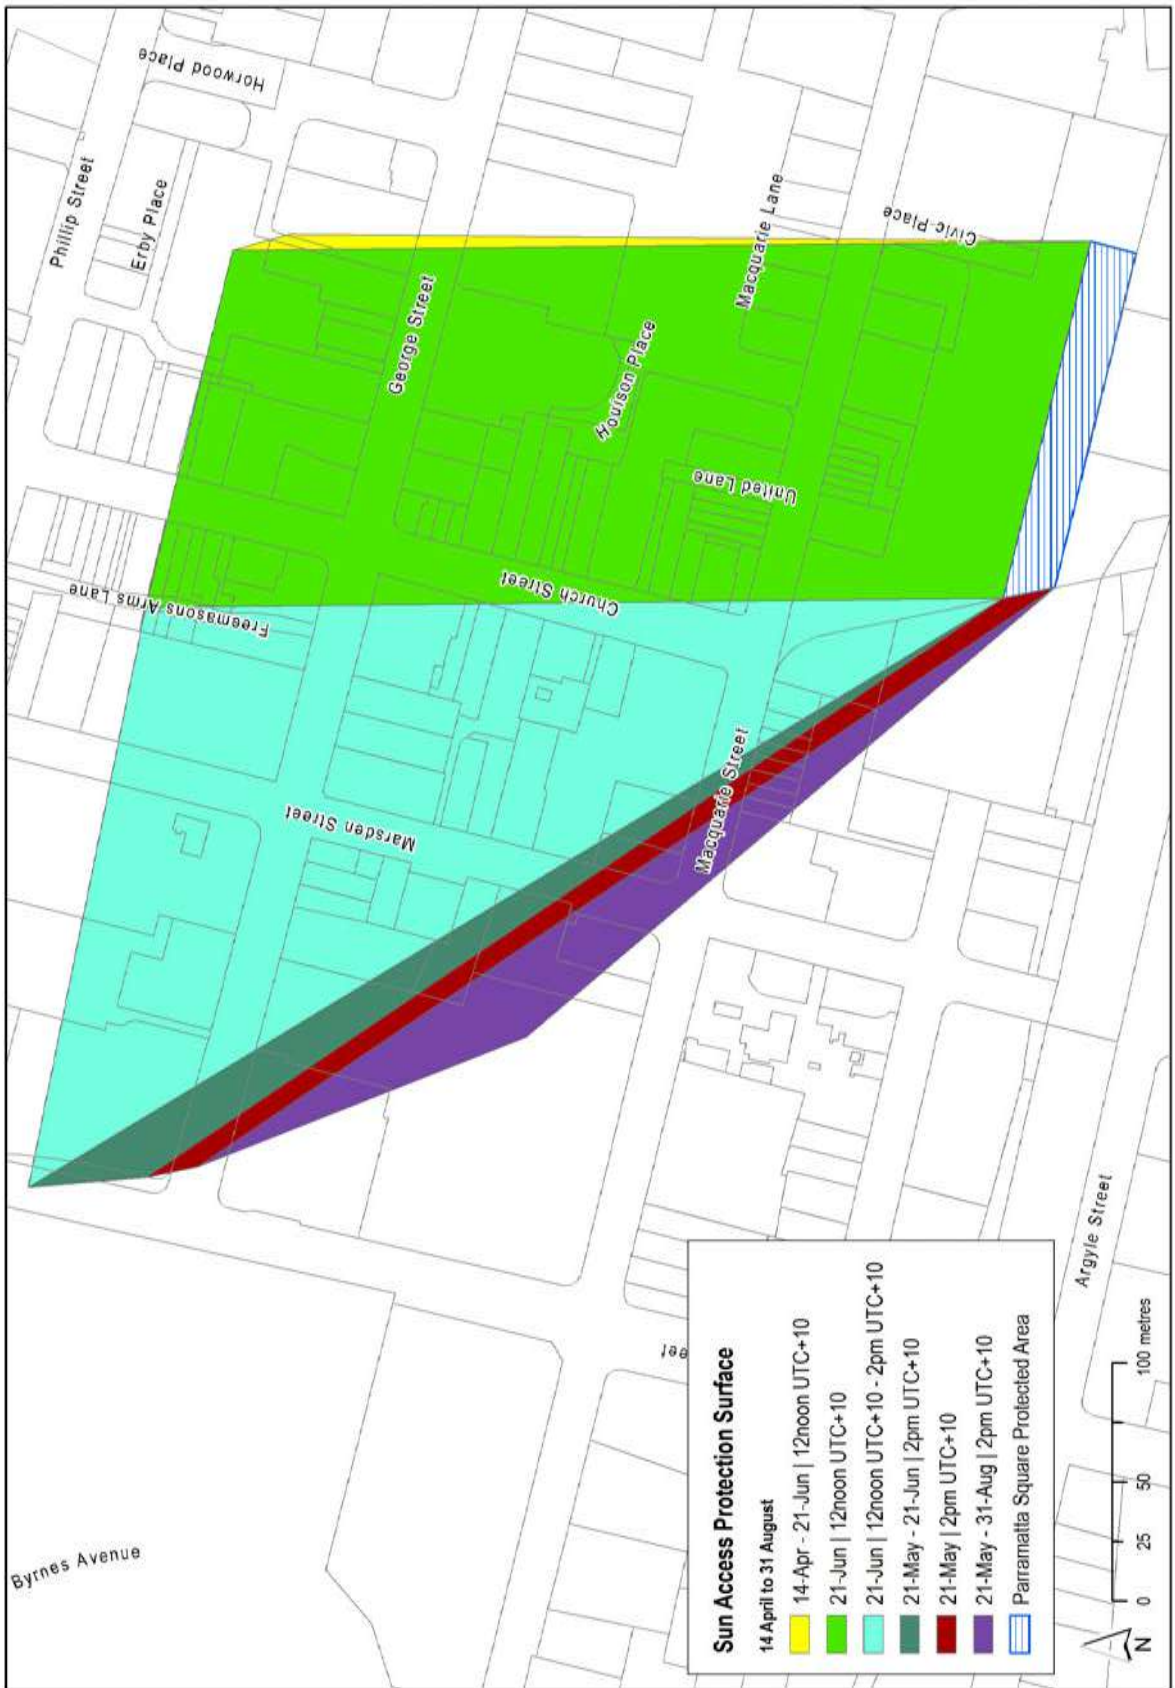 Phillip Street
Erby Place
Horwood Place
George Street
Houison Place
Macquarie Lane
Civic Place
United Lane
Church Street
Freemasons Arms Lane
Marsden Street
Macquarie Street
eet
Argyle Street
Byrnes Avenue
Sun Access Protection Surface
14 April to 31 August
14-Apr - 21-Jun | 12noon UTC+10
21-Jun | 12noon UTC+10
21-Jun | 12noon UTC+10 - 2pm UTC+10
21-May - 21-Jun | 2pm UTC+10
21-May | 2pm UTC+10
21-May - 31-Aug | 2pm UTC+10
Parramatta Square Protected Area
N
0 25 50 100 metres